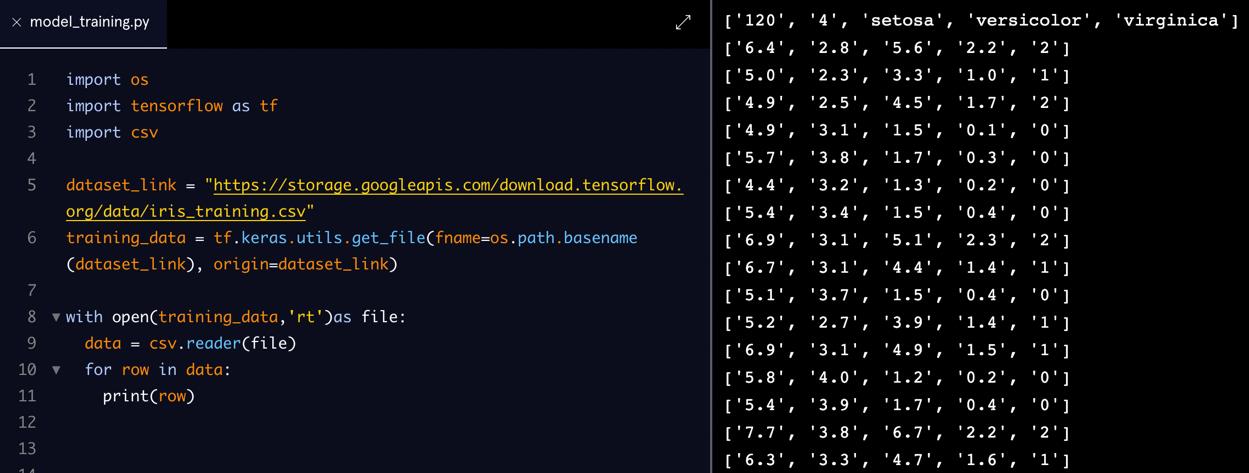 × model_training.py
1 import os
2 import tensorflow as tf
3 import csv
4
5 dataset_link = "https://storage.googleapis.com/download.tensorflow.
org/data/iris_training.csv"
6 training_data = tf.keras.utils.get_file(fname=os.path.basename
(dataset_link), origin=dataset_link)
7
8 ▼ with open(training_data,'rt')as file:
9 data = csv.reader(file)
10 ▼ for row in data:
11 print(row)
12
13
14
['120', '4', 'setosa', 'versicolor', 'virginica']
['6.4', '2.8', '5.6', '2.2', '2']
['5.0', '2.3', '3.3', '1.0', '1']
['4.9', '2.5', '4.5', '1.7', '2']
['4.9', '3.1', '1.5', '0.1', '0']
['5.7', '3.8', '1.7', '0.3', '0']
['4.4', '3.2', '1.3', '0.2', '0']
['5.4', '3.4', '1.5', '0.4', '0']
['6.9', '3.1', '5.1', '2.3', '2']
['6.7', '3.1', '4.4', '1.4', '1']
['5.1', '3.7', '1.5', '0.4', '0']
['5.2', '2.7', '3.9', '1.4', '1']
['6.9', '3.1', '4.9', '1.5', '1']
['5.8', '4.0', '1.2', '0.2', '0']
['5.4', '3.9', '1.7', '0.4', '0']
['7.7', '3.8', '6.7', '2.2', '2']
['6.3', '3.3', '4.7', '1.6', '1']